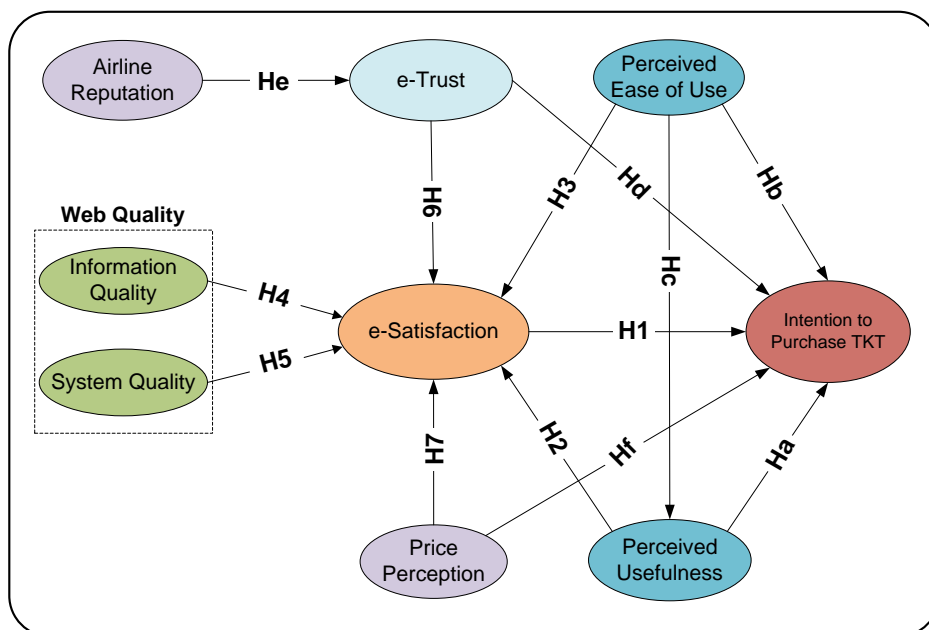 Airline
Reputation
He
e-Trust
Perceived
Ease of Use
H6
H3
Hd
Hb
Web Quality
Information
Quality
H4
Hc
e-Satisfaction
H1
Intention to
Purchase TKT
System Quality
H5
H7
H2
Hf
Ha
Price
Perception
Perceived
Usefulness